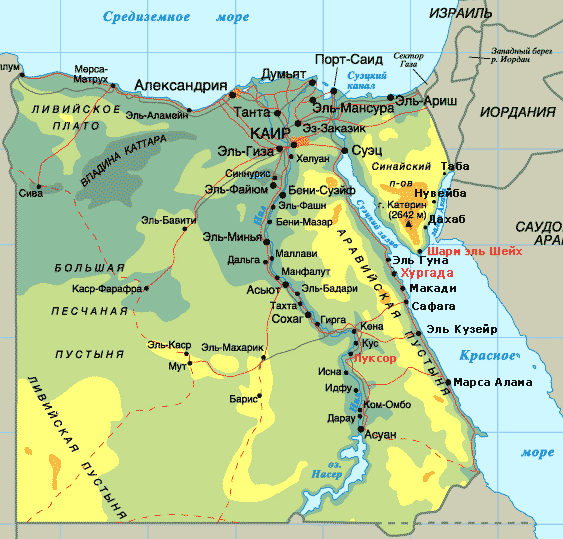 Средиземное море
ИЗРАИЛЬ
Порт-Саид
Суэцкий
канал
Сектор
Газа
Западный берег
р. Иордан
Мерса-
Матрух
ллум
Александрия
Думьят
Эль-Мансура
Эль-Ариш
ЛИВИЙСКОЕ
ПЛАТО
Эль-Аламейн
Танта
Эз-Заказик
ИОРДАНИЯ
КАИР
ВПАДИНА КАТТАРА
Эль-Гиза
Суэц
Хелуан
Синайский
п-ов
Таба
Сива
Синнурис
Эль-Файюм
Бени-Суэйф
Нувейба
г. Катерин
(2642 м)
Дахаб
Эль-Фашн
Нил
Суэцкий залив
САУДО
АРАВ
Эль-Бавити
Бени-Мазар
Эль-Минья
Шарм эль Шейх
Маллави
Дальга
Эль Гуна
Хургада
БОЛЬШАЯ
ПЕСЧАНАЯ
ПУСТЫНЯ
Каср-Фарафра
Манфалут
Асьют
Эль-Бадари
Макади
Сафага
Тахта
Сохаг
Гирга
АРАВИЙСКАЯ ПУСТЫНЯ
Кена
Кус
Эль Кузейр
Эль-Каср
Мут
Эль-Махарик
Луксор
Красное
море
Исна
Идфу
Марса Алама
Барис
Нил
Ком-Омбо
Дарау
Асуан
ЛИВИЙСКАЯ ПУСТЫНЯ
оз.
Насер